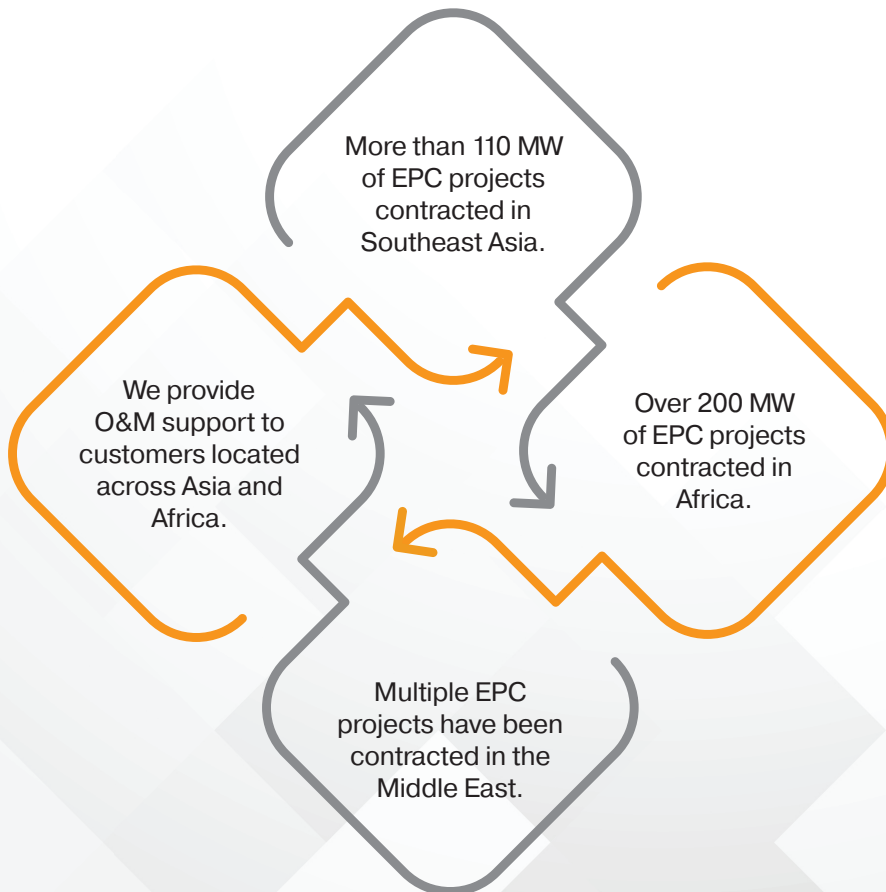 More than 110 MW
of EPC projects
contracted in
Southeast Asia.
We provide
O&M support to
customers located
across Asia and
Africa.
Over 200 MW
of EPC projects
contracted in
Africa.
Multiple EPC
projects have been
contracted in the
Middle East.